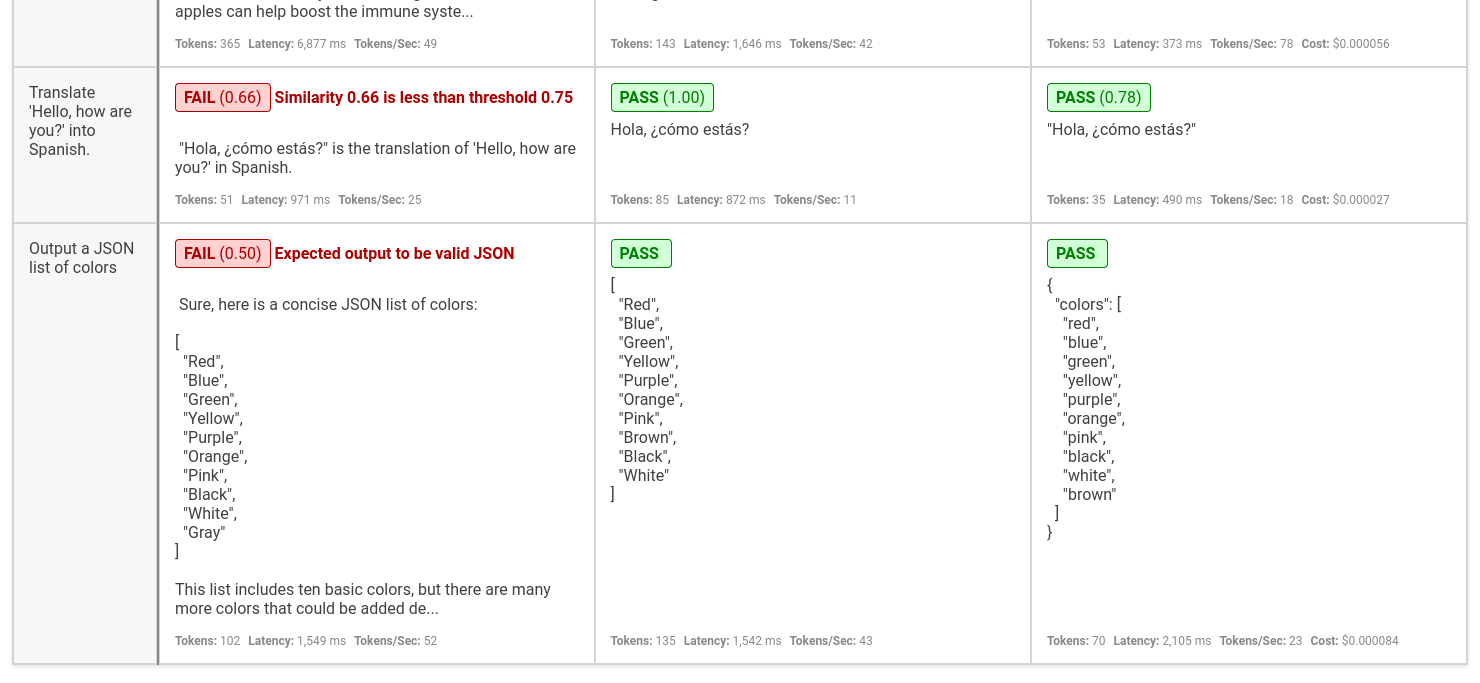 apples can help boost the immune syste...
Tokens: 365 Latency: 6,877 ms Tokens/Sec: 49
Tokens: 143 Latency: 1,646 ms Tokens/Sec: 42
Tokens: 53 Latency: 373 ms Tokens/Sec: 78 Cost: $0.000056
Translate
'Hello, how are
you?' into
Spanish.
FAIL (0.66) Similarity 0.66 is less than threshold 0.75
"Hola, ¿cómo estás?" is the translation of 'Hello, how are
you?' in Spanish.
Tokens: 51 Latency: 971 ms Tokens/Sec: 25
PASS (1.00)
Hola, ¿cómo estás?
Tokens: 85 Latency: 872 ms Tokens/Sec: 11
PASS (0.78)
"Hola, ¿cómo estás?"
Tokens: 35 Latency: 490 ms Tokens/Sec: 18 Cost: $0.000027
Output a JSON
list of colors
FAIL (0.50) Expected output to be valid JSON
Sure, here is a concise JSON list of colors:
[
"Red",
"Blue",
"Green",
"Yellow",
"Purple",
"Orange",
"Pink",
"Black",
"White",
"Gray"
]
This list includes ten basic colors, but there are many
more colors that could be added de...
Tokens: 102 Latency: 1,549 ms Tokens/Sec: 52
PASS
[
"Red",
"Blue",
"Green",
"Yellow",
"Purple",
"Orange",
"Pink",
"Brown",
"Black",
"White"
]
Tokens: 135 Latency: 1,542 ms Tokens/Sec: 43
PASS
{
"colors": [
"red",
"blue",
"green",
"yellow",
"purple",
"orange",
"pink",
"black",
"white",
"brown"
]
}
Tokens: 70 Latency: 2,105 ms Tokens/Sec: 23 Cost: $0.000084